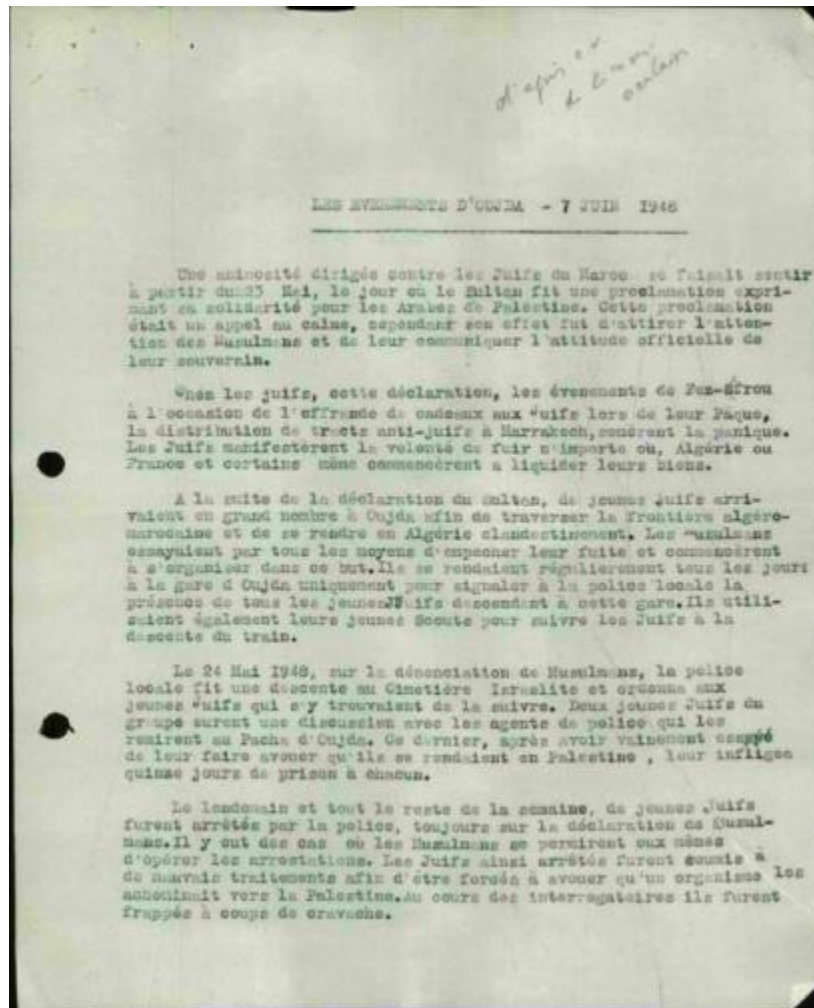 LES EVENEMENTS D'OUJDA - 7 JUIN 1948
Une animosité dirigée contre les Juifs du Maroc se faisait sentir
à partir du 23 Mai, le jour ou le Sultan fit une proclamation expri-
mant sa solidarité pour les Arabes de Palestine. Cette proclamation
était un appel au calme, cependant son effet fut d'attirer l'atten-
tion des Musulmans et de leur communiquer l'attitude officielle de
leur souverain.
les juifs, cette déclaration, les évenements de Fez-Sfrou
à l'occasion de l'offrande de cadeaux aux Juifs lors de leur Paque,
la distribution de tracts anti-juifs à Marrakech, la panique.
Les Juifs manifestèrent la volonté de fuir n'importe ou, Algérie ou
France et certains même commencèrent a liquider leurs biens.
A la suite de la déclaration du Sultan, de jeunes Juifs arri-
vaient en grand nombre à Oujda afin de traverser la frontière algéro-
marocaine et de se rendre en Algérie clandestinement. Les Musulmans
essayaient par tous les moyens d'empecher leur fuite et commencèrent
à s'organiser dans ce but.Ils se rendaient régulierement tous les jours
à la gare d'Oujda uniquement pour signaler à la police locale la
présence de tous les jeunes Juifs descendant à cette gare.Ils utili-
saient également leurs jeunes Scouts pour suivre les Juifs à la
descente du train.
Le 24 Mai 1948, sur la dénonciation de Musulmans, la police
locale fit une descente au Cimetière Israelite et ordonna aux
jeunes Juifs qui s'y trouvaient de la suivre. Deux jeunes Juifs du
groupe eurent une discussion avec les agents de police qui les
remirent au Pacha d'Oujda. Ce dernier, après avoir vainement
de leur faire avouer qu'ils se rendaient en Palestine , leur infligea
quinze jours de prison à chacun.
Le lendemain et tout le reste de la semaine, de jeunes Juifs
furent arrêtés par la police, toujours sur la déclaration de Musul-
mans.Il y eut des cas où les Musulmans se permirent eux mêmes
d'opérer les arrestations. Les Juifs ainsi arrêtés furent soumis à
de mauvais traitements afin d'être forcés à avouer qu'un organisme les
acheminait vers la Palestine.Au cours des interrogatoires ils furent
frappés à coups de cravache.